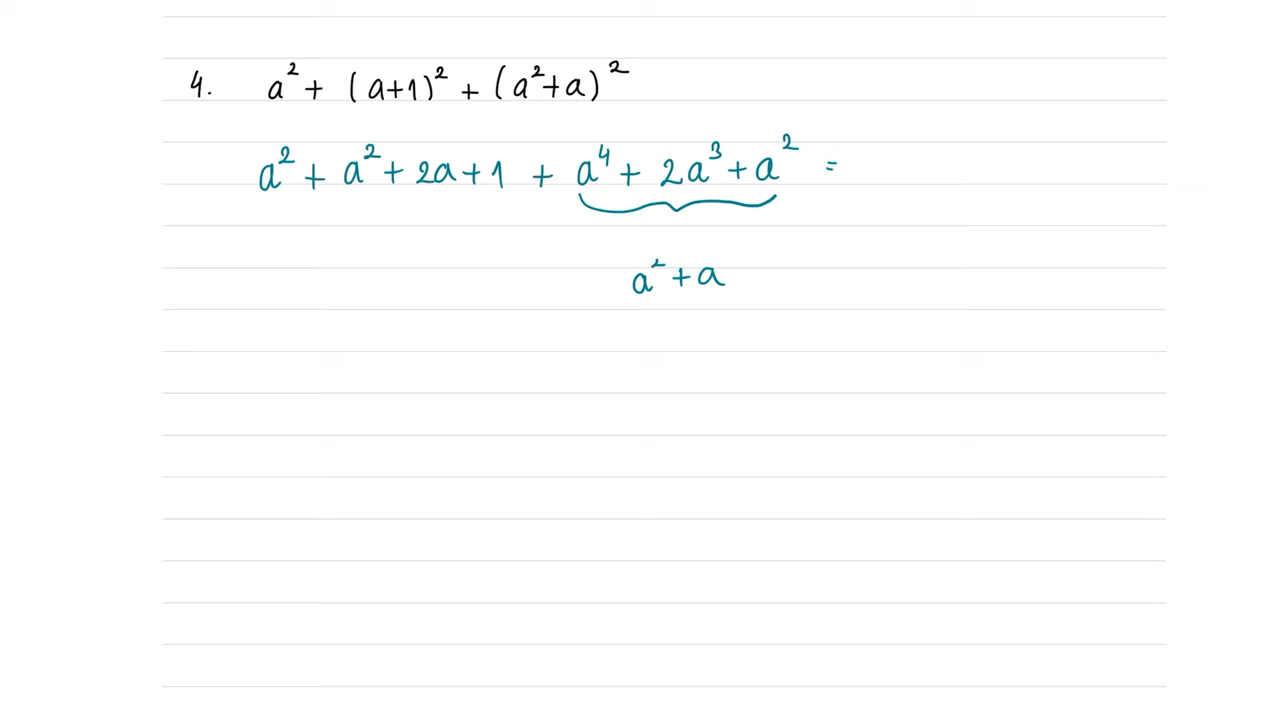 4. a² + (a+1)² + (a²+a)²
a² + a² + 2a + 1 + a⁴ + 2a³ + a² =
a² + a